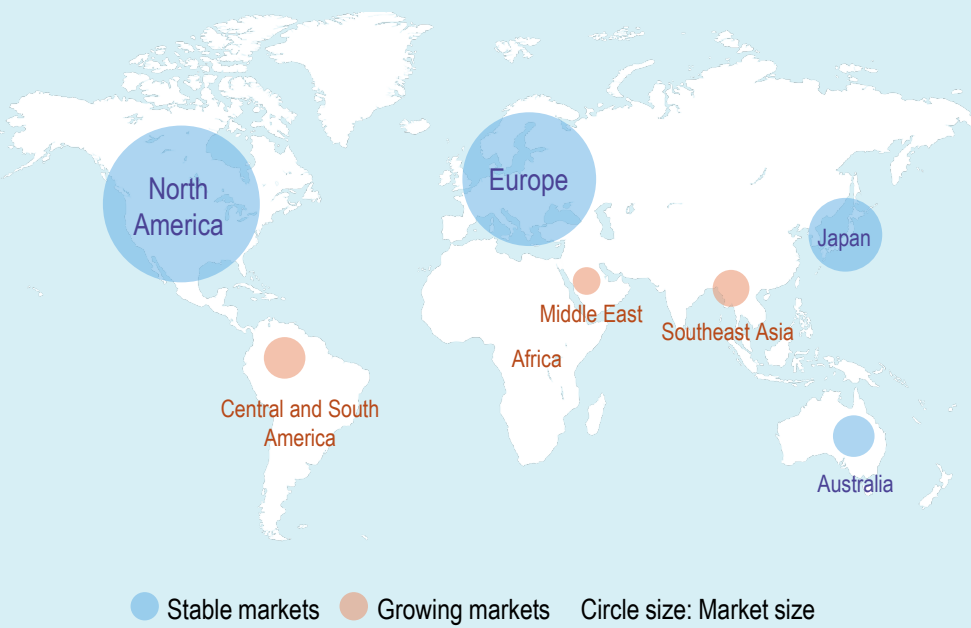 North
America
Europe
Japan
Middle East
Southeast Asia
Africa
Central and South
America
Australia
Stable markets
Growing markets
Circle size: Market size